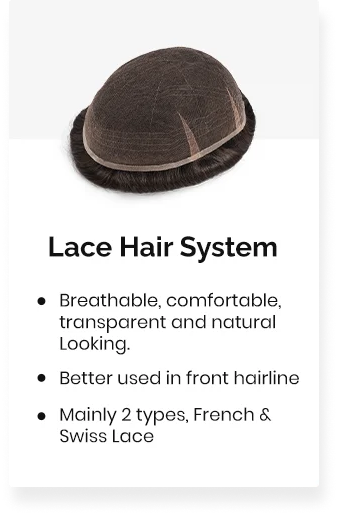 Lace Hair System
● Breathable, comfortable,
transparent and natural
Looking.
● Better used in front hairline
● Mainly 2 types, French &
Swiss Lace